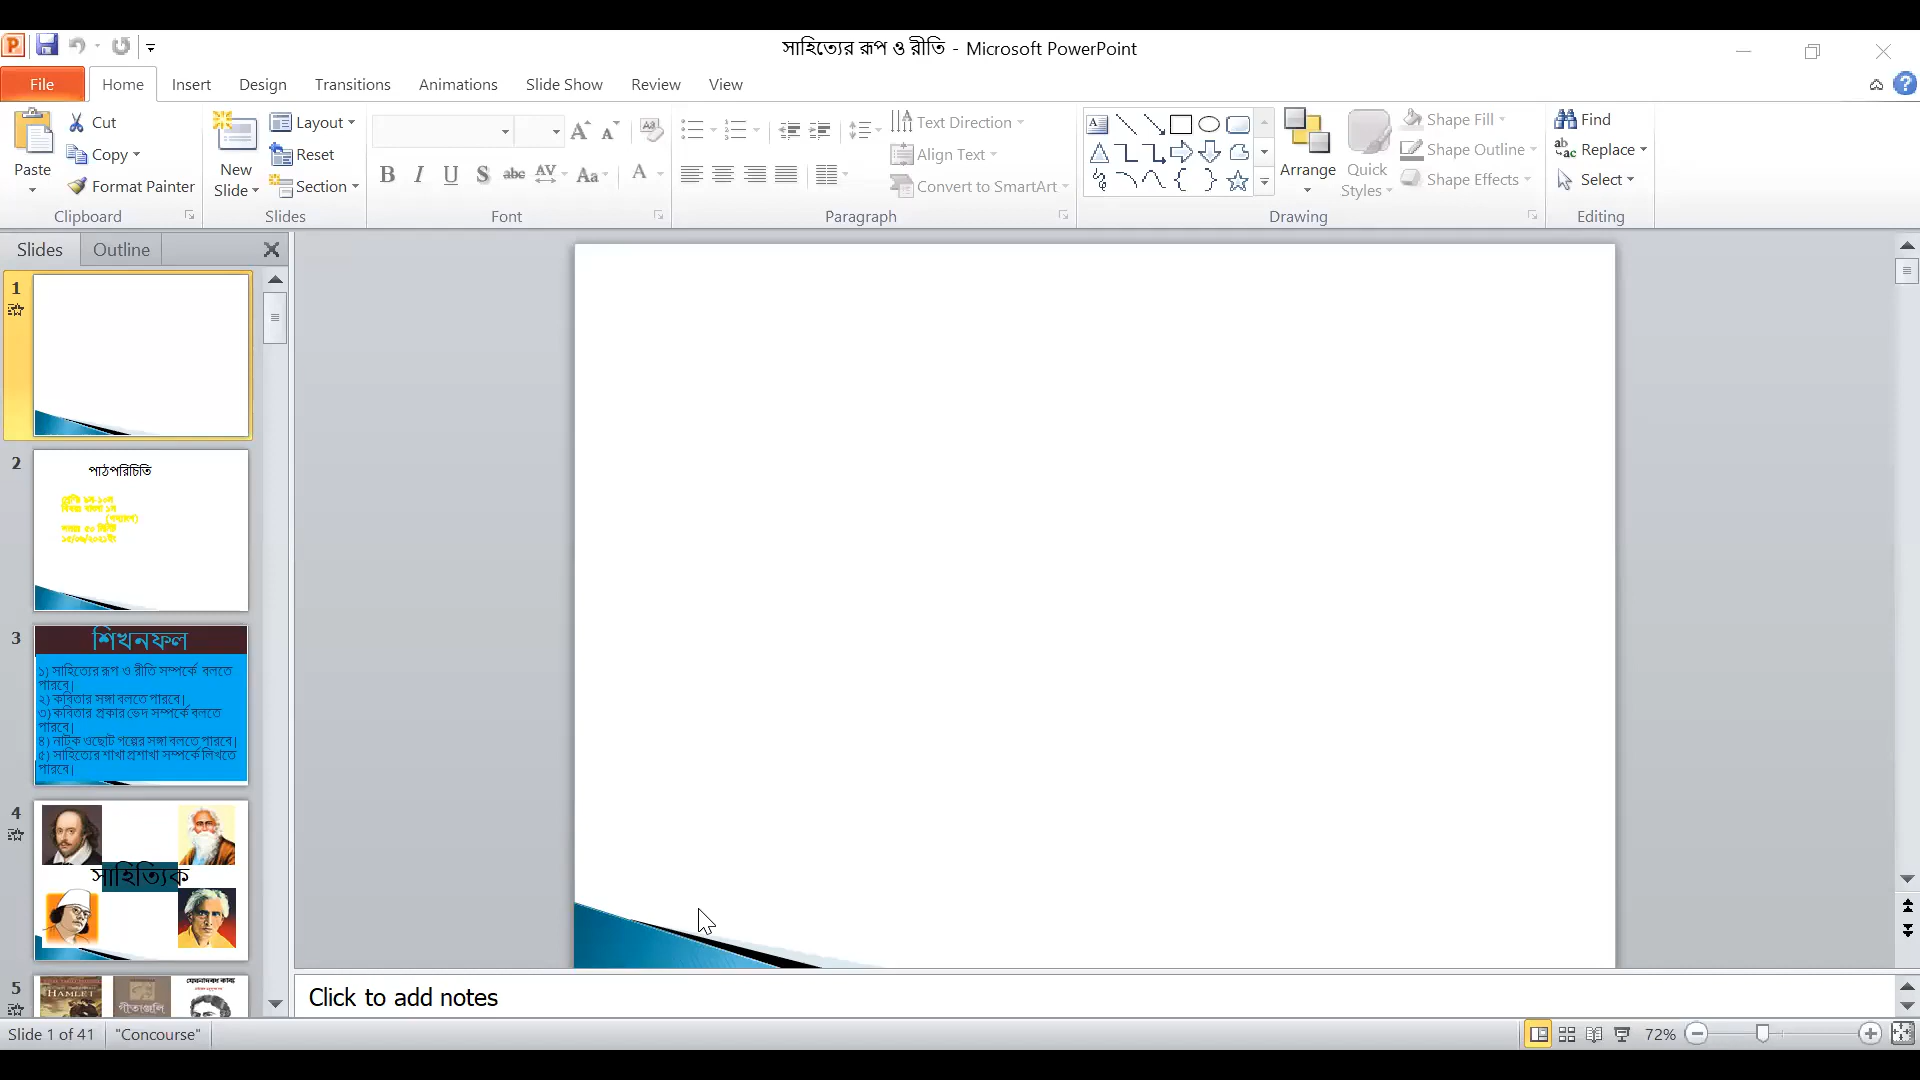 সাহিত্যের রূপ ও রীতি - Microsoft PowerPoint
File Home Insert Design Transitions Animations Slide Show Review View
Paste
Cut
Copy
Format Painter
Clipboard
New Slide
Layout
Reset
Section
Slides
Font
Text Direction
Align Text
Convert to SmartArt
Paragraph
Arrange
Quick Styles
Shape Fill
Shape Outline
Shape Effects
Drawing
Find
Replace
Select
Editing
Slides Outline
1
2
পাঠপরিচিতি
3
শিখনফল
১) সাহিত্যের রূপ ও রীতি সম্পর্কে বলতে
পারবে।
২) কবিতার সঙ্গা বলতে পারবে।
৩) কবিতার প্রকার ভেদ সম্পর্কে বলতে
পারবে।
৪) নাটক ওছোট গল্পের সঙ্গা বলতে পারবে।
৫) সাহিত্যের শাখা প্রশাখা সম্পর্কে লিখতে
পারবে।
4
সাহিত্যিক
5
HAMLET
গীতাঞ্জলি
মেঘনাদবধ কাব্য
Click to add notes
Slide 1 of 41 "Concourse" 72%